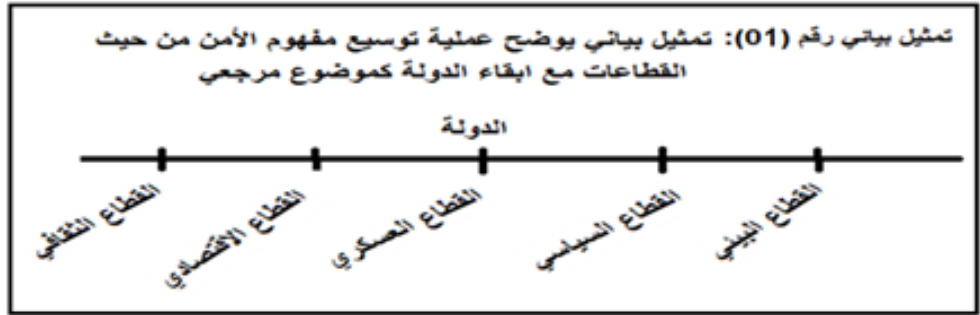 تمثيل بياني رقم (01): تمثيل بياني يوضح عملية توسيع مفهوم الأمن من حيث
القطاعات مع ابقاء الدولة كموضوع مرجعي
الدولة
القطاع البيئي
القطاع السياسي
القطاع العسكري
القطاع الاقتصادي
القطاع الثقافي